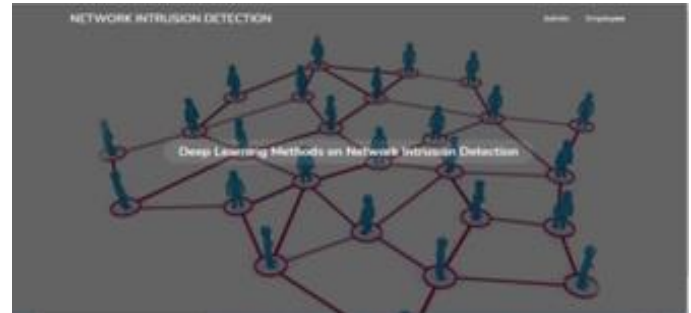 NETWORK INTRUSION DETECTION
Admin Employee
Deep Learning Methods on Network Intrusion Detection